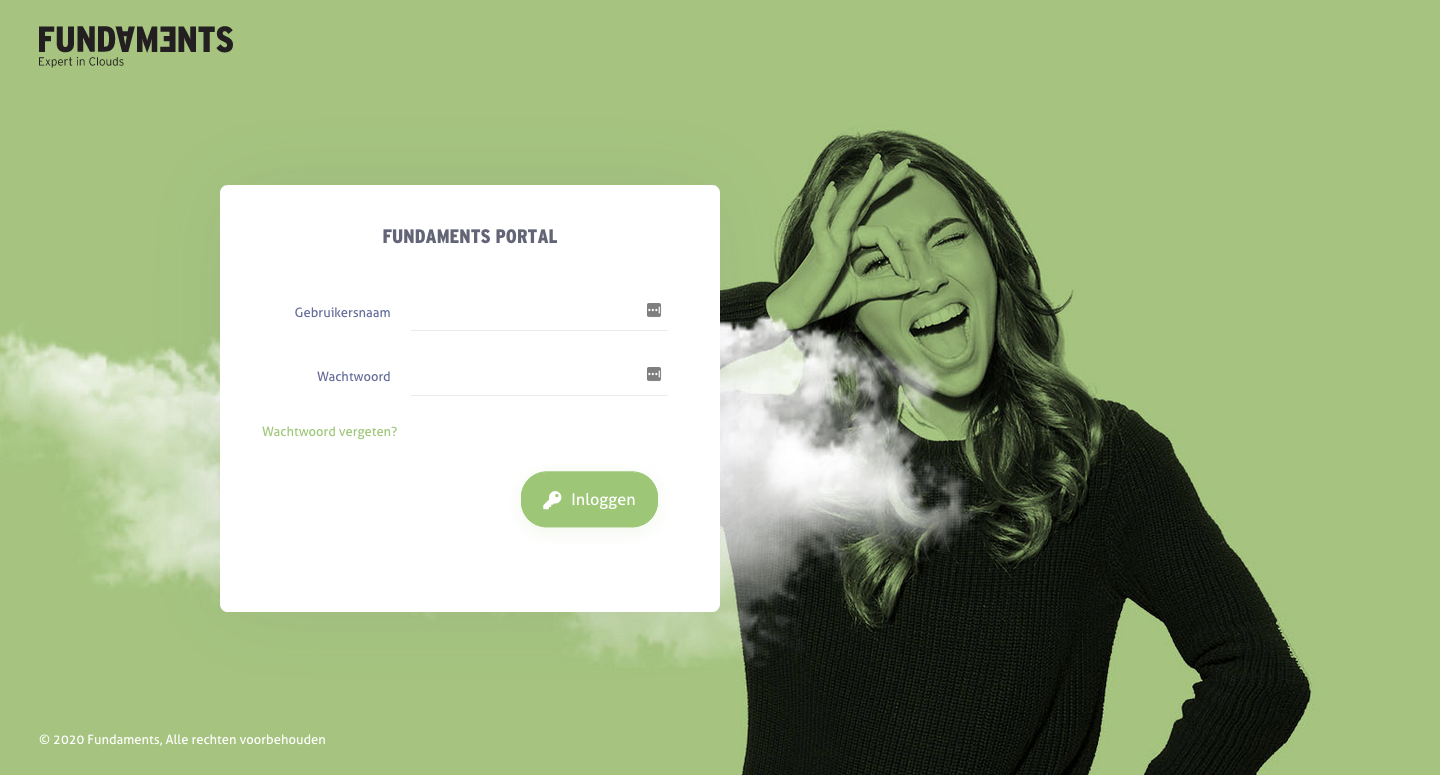 FUNDAMENTS
Expert in Clouds
FUNDAMENTS PORTAL
Gebruikersnaam
Wachtwoord
Wachtwoord vergeten?
Inloggen
© 2020 Fundaments, Alle rechten voorbehouden